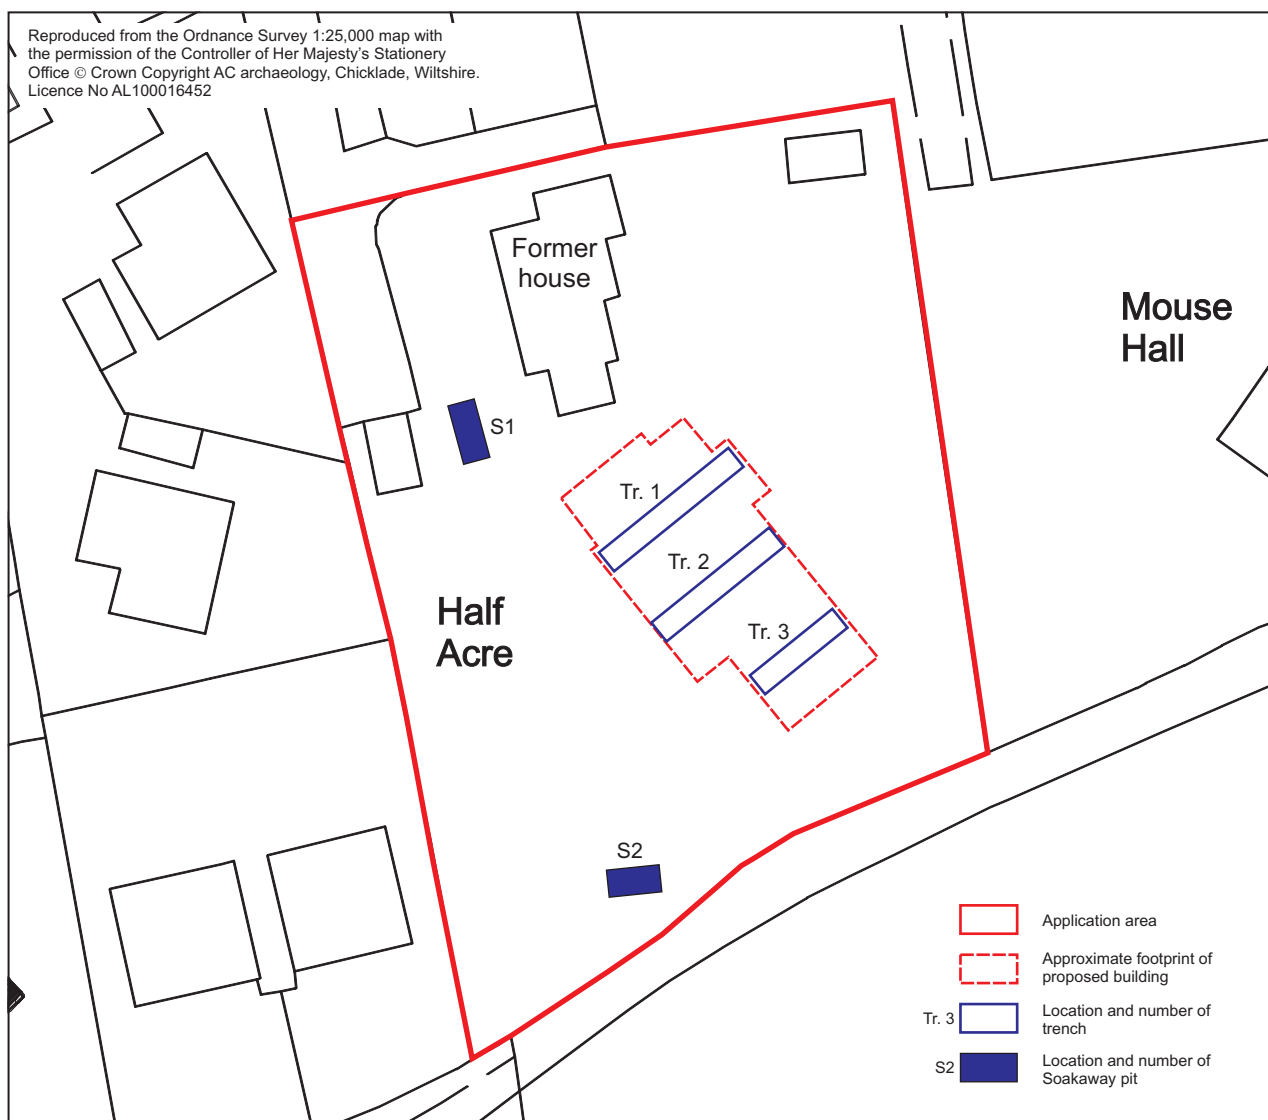 Reproduced from the Ordnance Survey 1:25,000 map with
the permission of the Controller of Her Majesty's Stationery
Office © Crown Copyright AC archaeology, Chicklade, Wiltshire.
Licence No AL100016452
Former
house
Mouse
Hall
S1
Tr. 1
Tr. 2
Half
Acre
Tr. 3
S2
Application area
Approximate footprint of
proposed building
Tr. 3
Location and number of
trench
S2
Location and number of
Soakaway pit